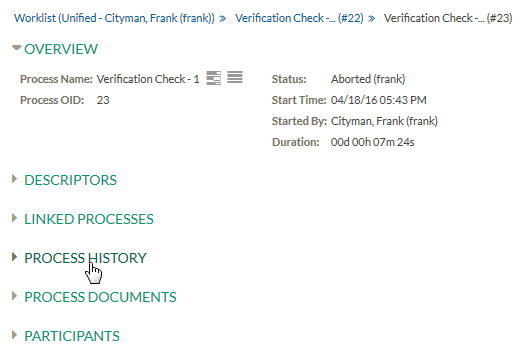 Worklist (Unified - Cityman, Frank (frank)) » Verification Check -... (#22) » Verification Check -... (#23)
OVERVIEW
Process Name: Verification Check - 1 Status: Aborted (frank)
Process OID: 23 Start Time: 04/18/16 05:43 PM
Started By: Cityman, Frank (frank)
Duration: 00d 00h 07m 24s
DESCRIPTORS
LINKED PROCESSES
PROCESS HISTORY
PROCESS DOCUMENTS
PARTICIPANTS